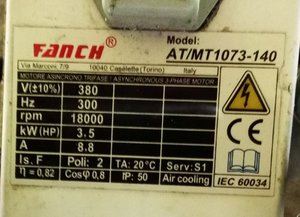 FANCH®
Model:
AT/MT1073-140
Via Marconi, 7/9 10040 Caselette (Torino) Italy
MOTORE ASINCRONO TRIFASE \ ASYNCHRONOUS 3-PHASE MOTOR
V(±10%) 380
Hz 300
rpm 18000
kW(HP) 3.5
A 8.8
Is. F Poli: 2 TA: 20°C Serv: S1
η = 0,82 Cosφ 0,8 IP: 50 Air cooling
IEC 60034